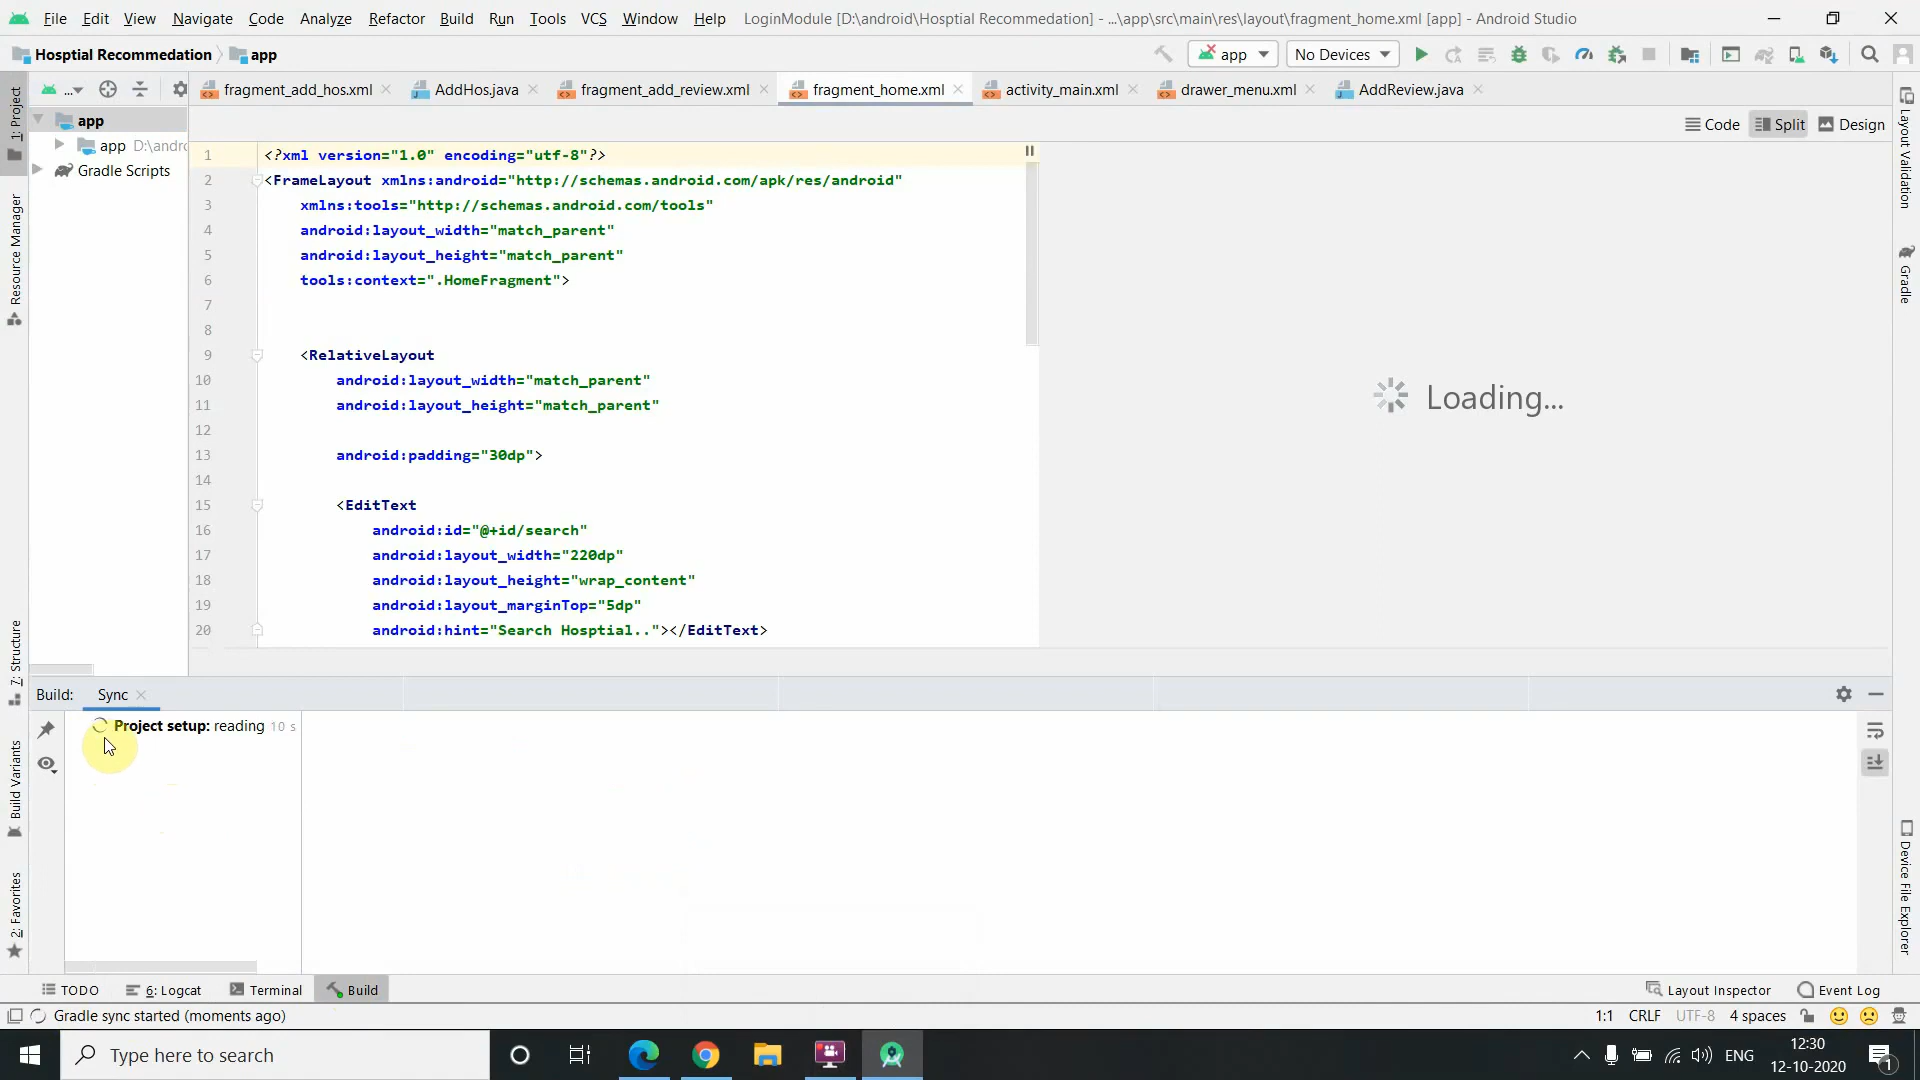 File Edit View Navigate Code Analyze Refactor Build Run Tools VCS Window Help LoginModule [D:\android\Hosptial Recommedation] - ...\app\src\main\res\layout\fragment_home.xml [app] - Android Studio
Hosptial Recommedation app app No Devices
... fragment_add_hos.xml AddHos.java fragment_add_review.xml fragment_home.xml activity_main.xml drawer_menu.xml AddReview.java
Code Split Design
1: Project
Resource Manager
7: Structure
Build Variants
2: Favorites
app
app D:\andro
Gradle Scripts
1 <?xml version="1.0" encoding="utf-8"?>
2 <FrameLayout xmlns:android="http://schemas.android.com/apk/res/android"
3 xmlns:tools="http://schemas.android.com/tools"
4 android:layout_width="match_parent"
5 android:layout_height="match_parent"
6 tools:context=".HomeFragment">
7
8
9 <RelativeLayout
10 android:layout_width="match_parent"
11 android:layout_height="match_parent"
12
13 android:padding="30dp">
14
15 <EditText
16 android:id="@+id/search"
17 android:layout_width="220dp"
18 android:layout_height="wrap_content"
19 android:layout_marginTop="5dp"
20 android:hint="Search Hosptial.."></EditText>
Loading...
Layout Validation
Gradle
Device File Explorer
Build: Sync
Project setup: reading 10 s
TODO 6: Logcat Terminal Build Layout Inspector Event Log
Gradle sync started (moments ago) 1:1 CRLF UTF-8 4 spaces
Type here to search ENG 12:30
12-10-2020 1